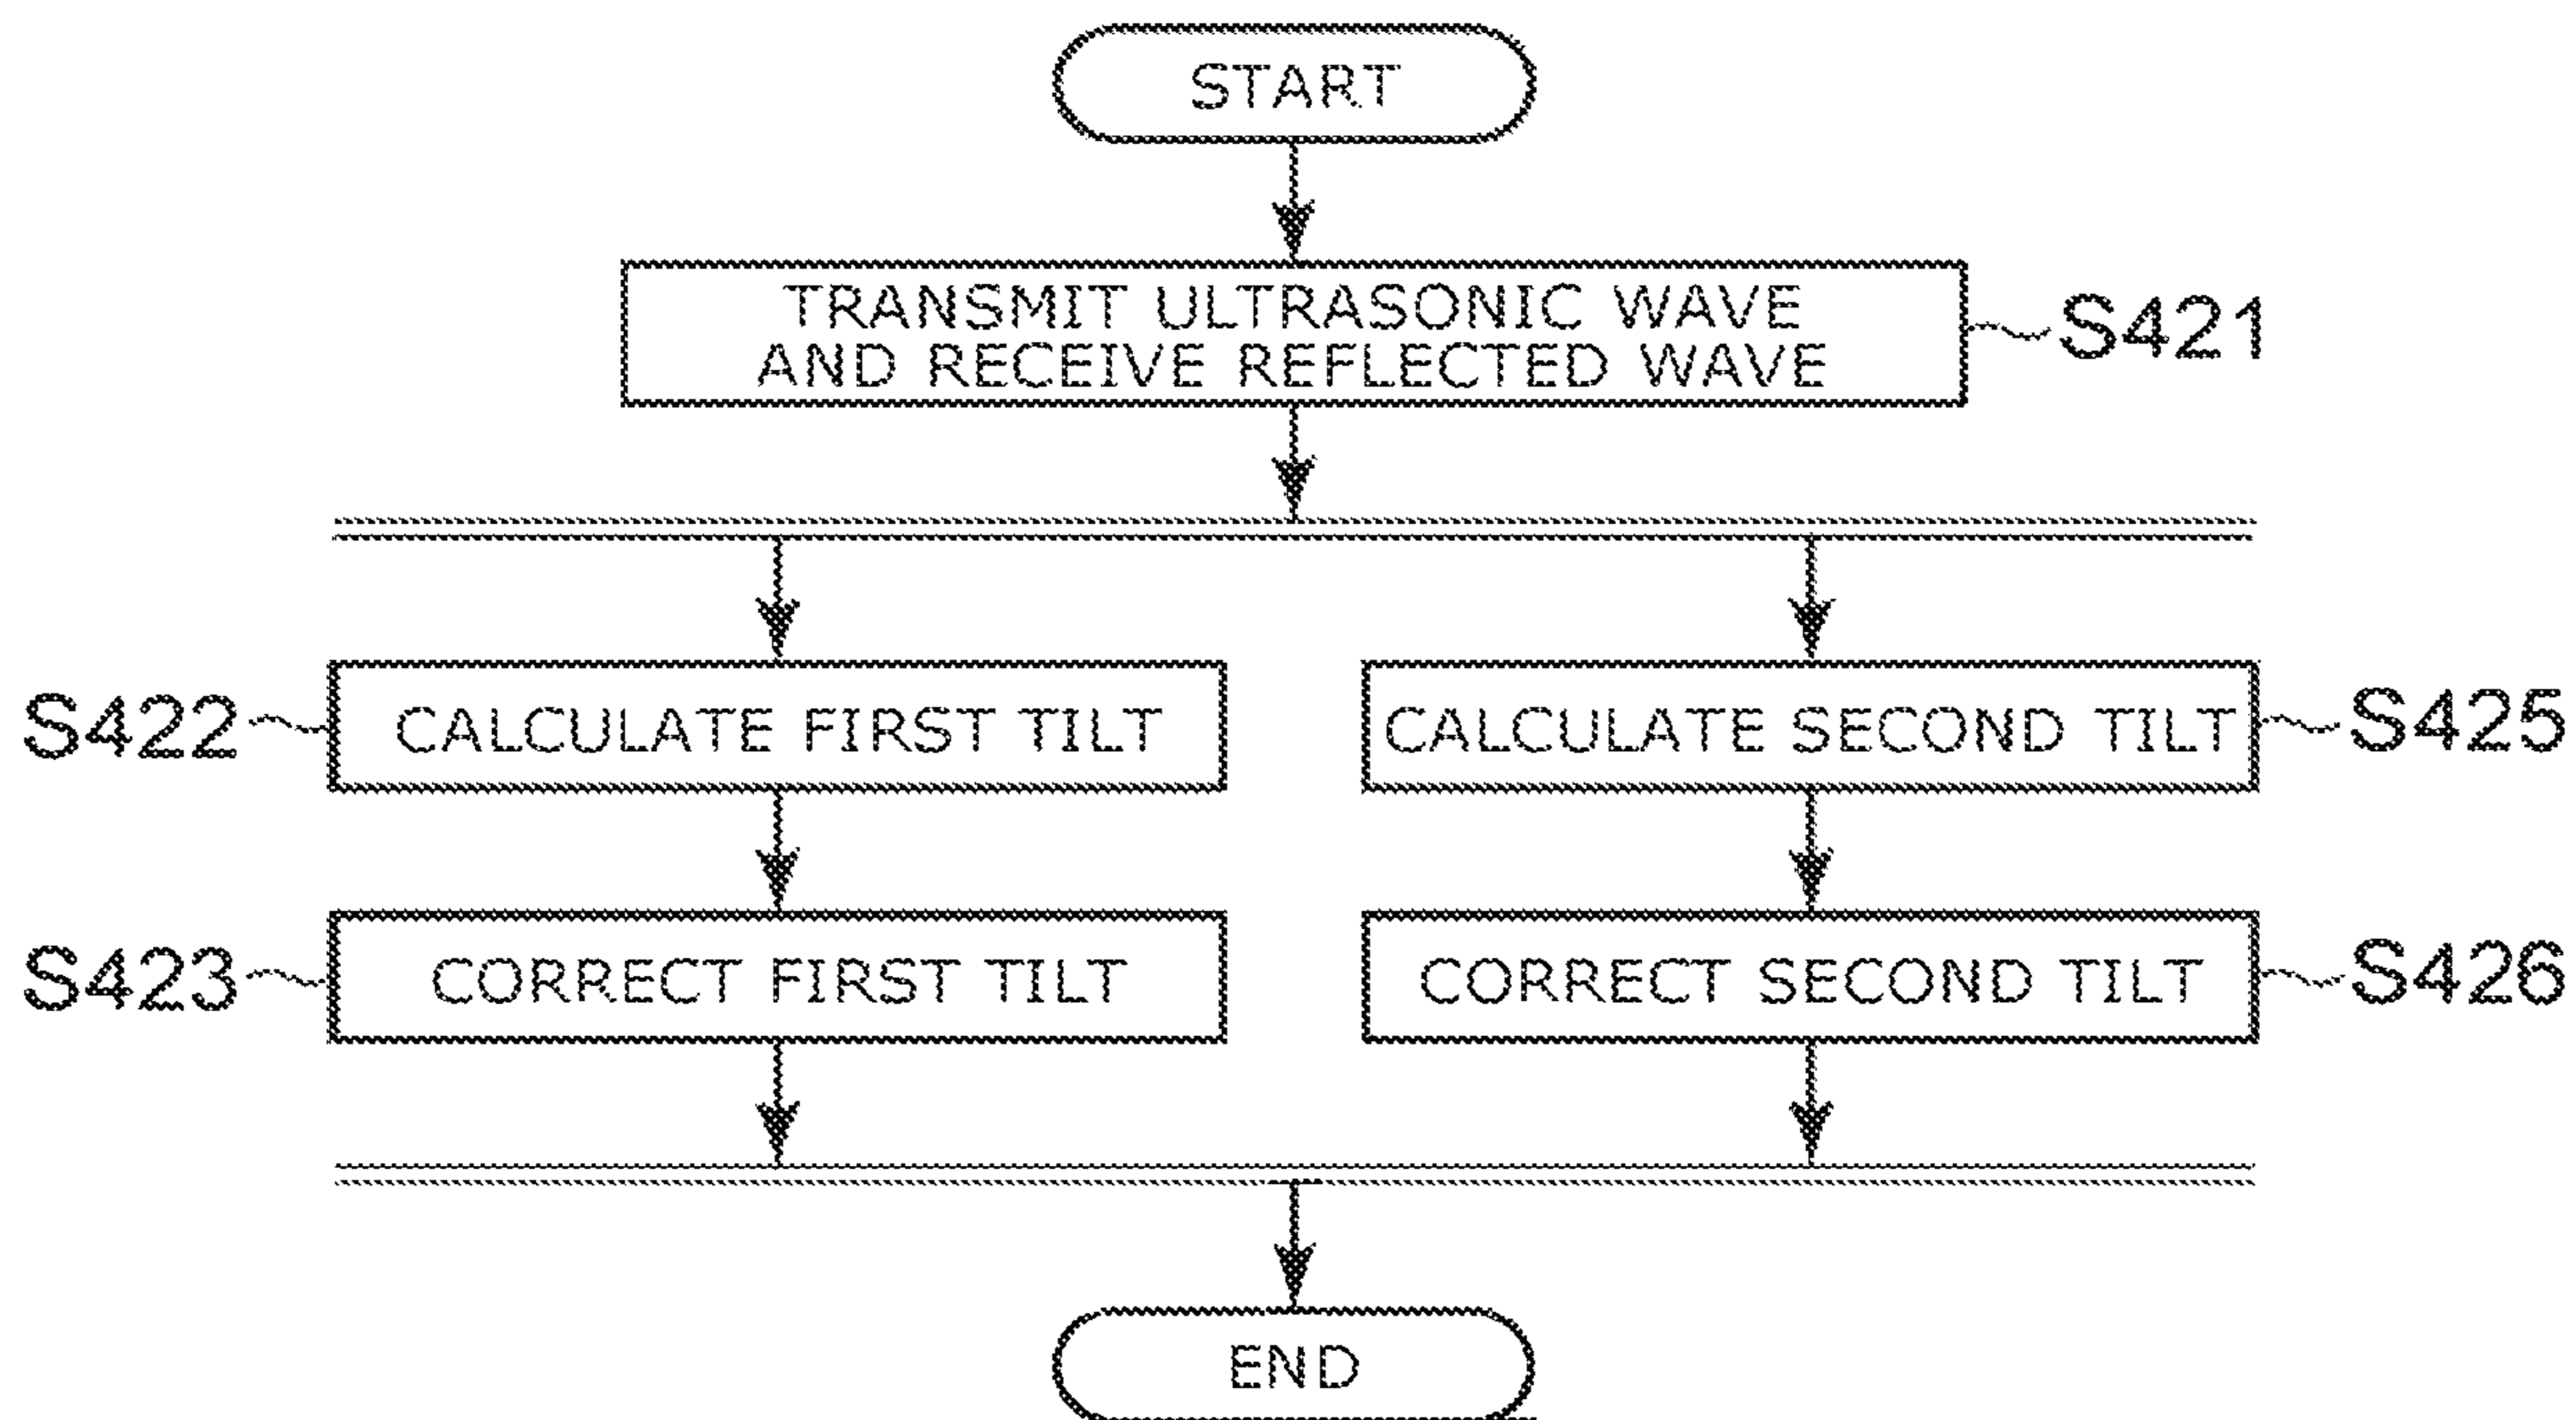 START
TRANSMIT ULTRASONIC WAVE
AND RECEIVE REFLECTED WAVE
S421
S422
CALCULATE FIRST TILT
CALCULATE SECOND TILT
S425
S423
CORRECT FIRST TILT
CORRECT SECOND TILT
S426
END